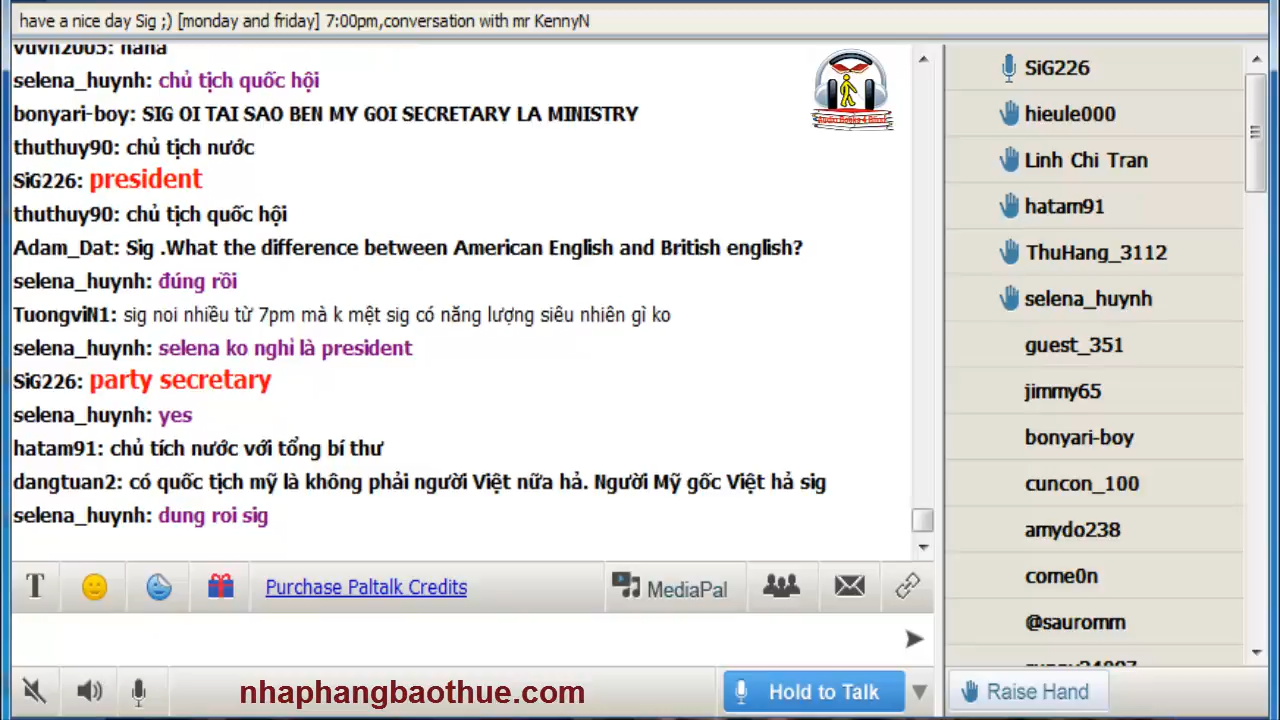 have a nice day Sig ;) [monday and friday] 7:00pm,conversation with mr KennyN
vuvn2005: haha
selena_huynh: chủ tịch quốc hội
bonyari-boy: SIG OI TAI SAO BEN MY GOI SECRETARY LA MINISTRY
thuthuy90: chủ tịch nước
SiG226: president
thuthuy90: chủ tịch quốc hội
Adam_Dat: Sig .What the difference between American English and British english?
selena_huynh: đúng rồi
TuongviN1: sig noi nhiều từ 7pm mà k mệt sig có năng lượng siêu nhiên gì ko
selena_huynh: selena ko nghỉ là president
SiG226: party secretary
selena_huynh: yes
hatam91: chủ tích nước với tổng bí thư
dangtuan2: có quốc tịch mỹ là không phải người Việt nữa hả. Người Mỹ gốc Việt hả sig
selena_huynh: dung roi sig
Audio Books 4 Blind
T
Purchase Paltalk Credits
MediaPal
nhaphangbaothue.com
Hold to Talk
SiG226
hieule000
Linh Chi Tran
hatam91
ThuHang_3112
selena_huynh
guest_351
jimmy65
bonyari-boy
cuncon_100
amydo238
come0n
@sauromm
Raise Hand